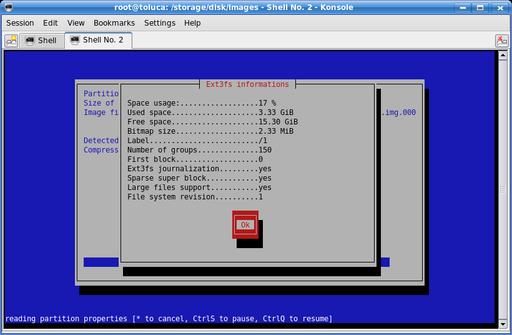 root@toluca: /storage/disk/Images - Shell No. 2 - Konsole
Session Edit View Bookmarks Settings Help
Shell Shell No. 2
Ext3fs informations
Partitio
Size of
Image fi .img.000
Detected
Compress
Space usage:................17 %
Used space..................3.33 GiB
Free space..................15.30 GiB
Bitmap size.................2.33 MiB
Label......................./1
Number of groups............150
First block.................0
Ext3fs journalization.......yes
Sparse super block..........yes
Large files support.........yes
File system revision........1
Ok
reading partition properties [* to cancel, CtrlS to pause, CtrlQ to resume]